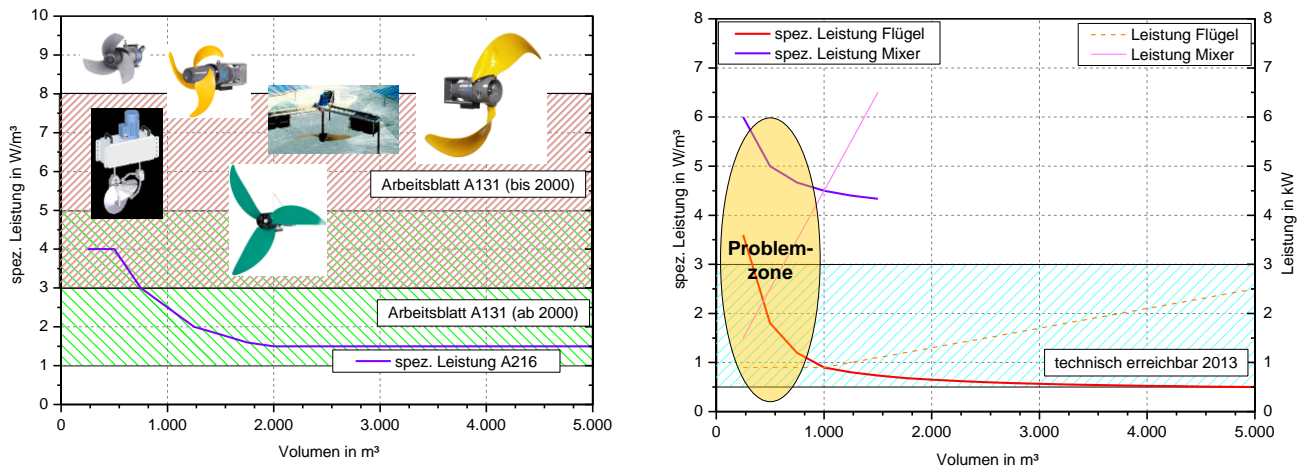 10
9
8
7
6
5
4
3
2
1
0
spez. Leistung in W/m³
Arbeitsblatt A131 (bis 2000)
Arbeitsblatt A131 (ab 2000)
spez. Leistung A216
0
1.000
2.000
3.000
4.000
5.000
Volumen in m³
8
7
6
5
4
3
2
1
0
spez. Leistung in W/m³
spez. Leistung Flügel
spez. Leistung Mixer
Leistung Flügel
Leistung Mixer
Problem-
zone
technisch erreichbar 2013
8
7
6
5
4
3
2
1
0
Leistung in kW
0
1.000
2.000
3.000
4.000
5.000
Volumen in m³